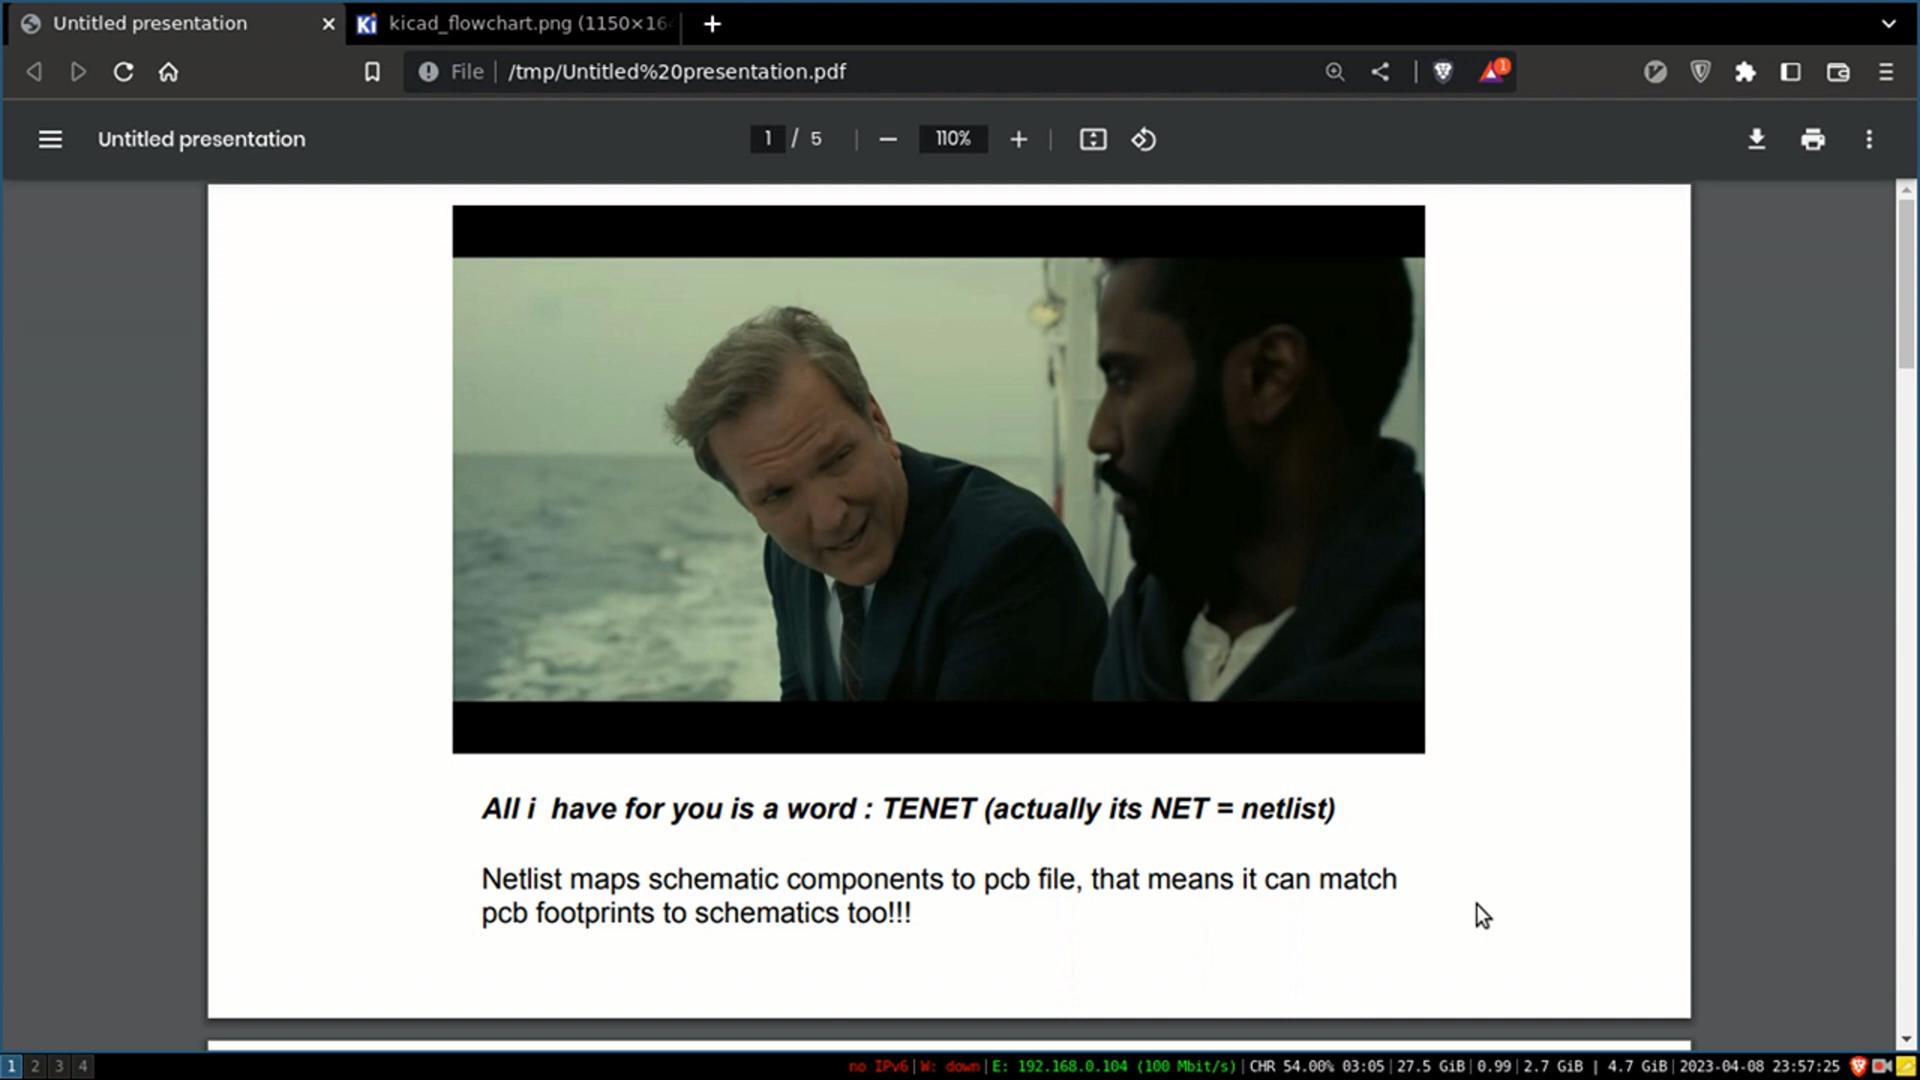 Untitled presentation
kicad_flowchart.png (1150×16
File
/tmp/Untitled%20presentation.pdf
1
Untitled presentation
1 / 5
110%
All i have for you is a word : TENET (actually its NET = netlist)
Netlist maps schematic components to pcb file, that means it can match
pcb footprints to schematics too!!!
1 2 3 4
no IPv6|W: down|E: 192.168.0.104 (100 Mbit/s)|CHR 54.00% 03:05|27.5 GiB|0.99|2.7 GiB | 4.7 GiB|2023-04-08 23:57:25